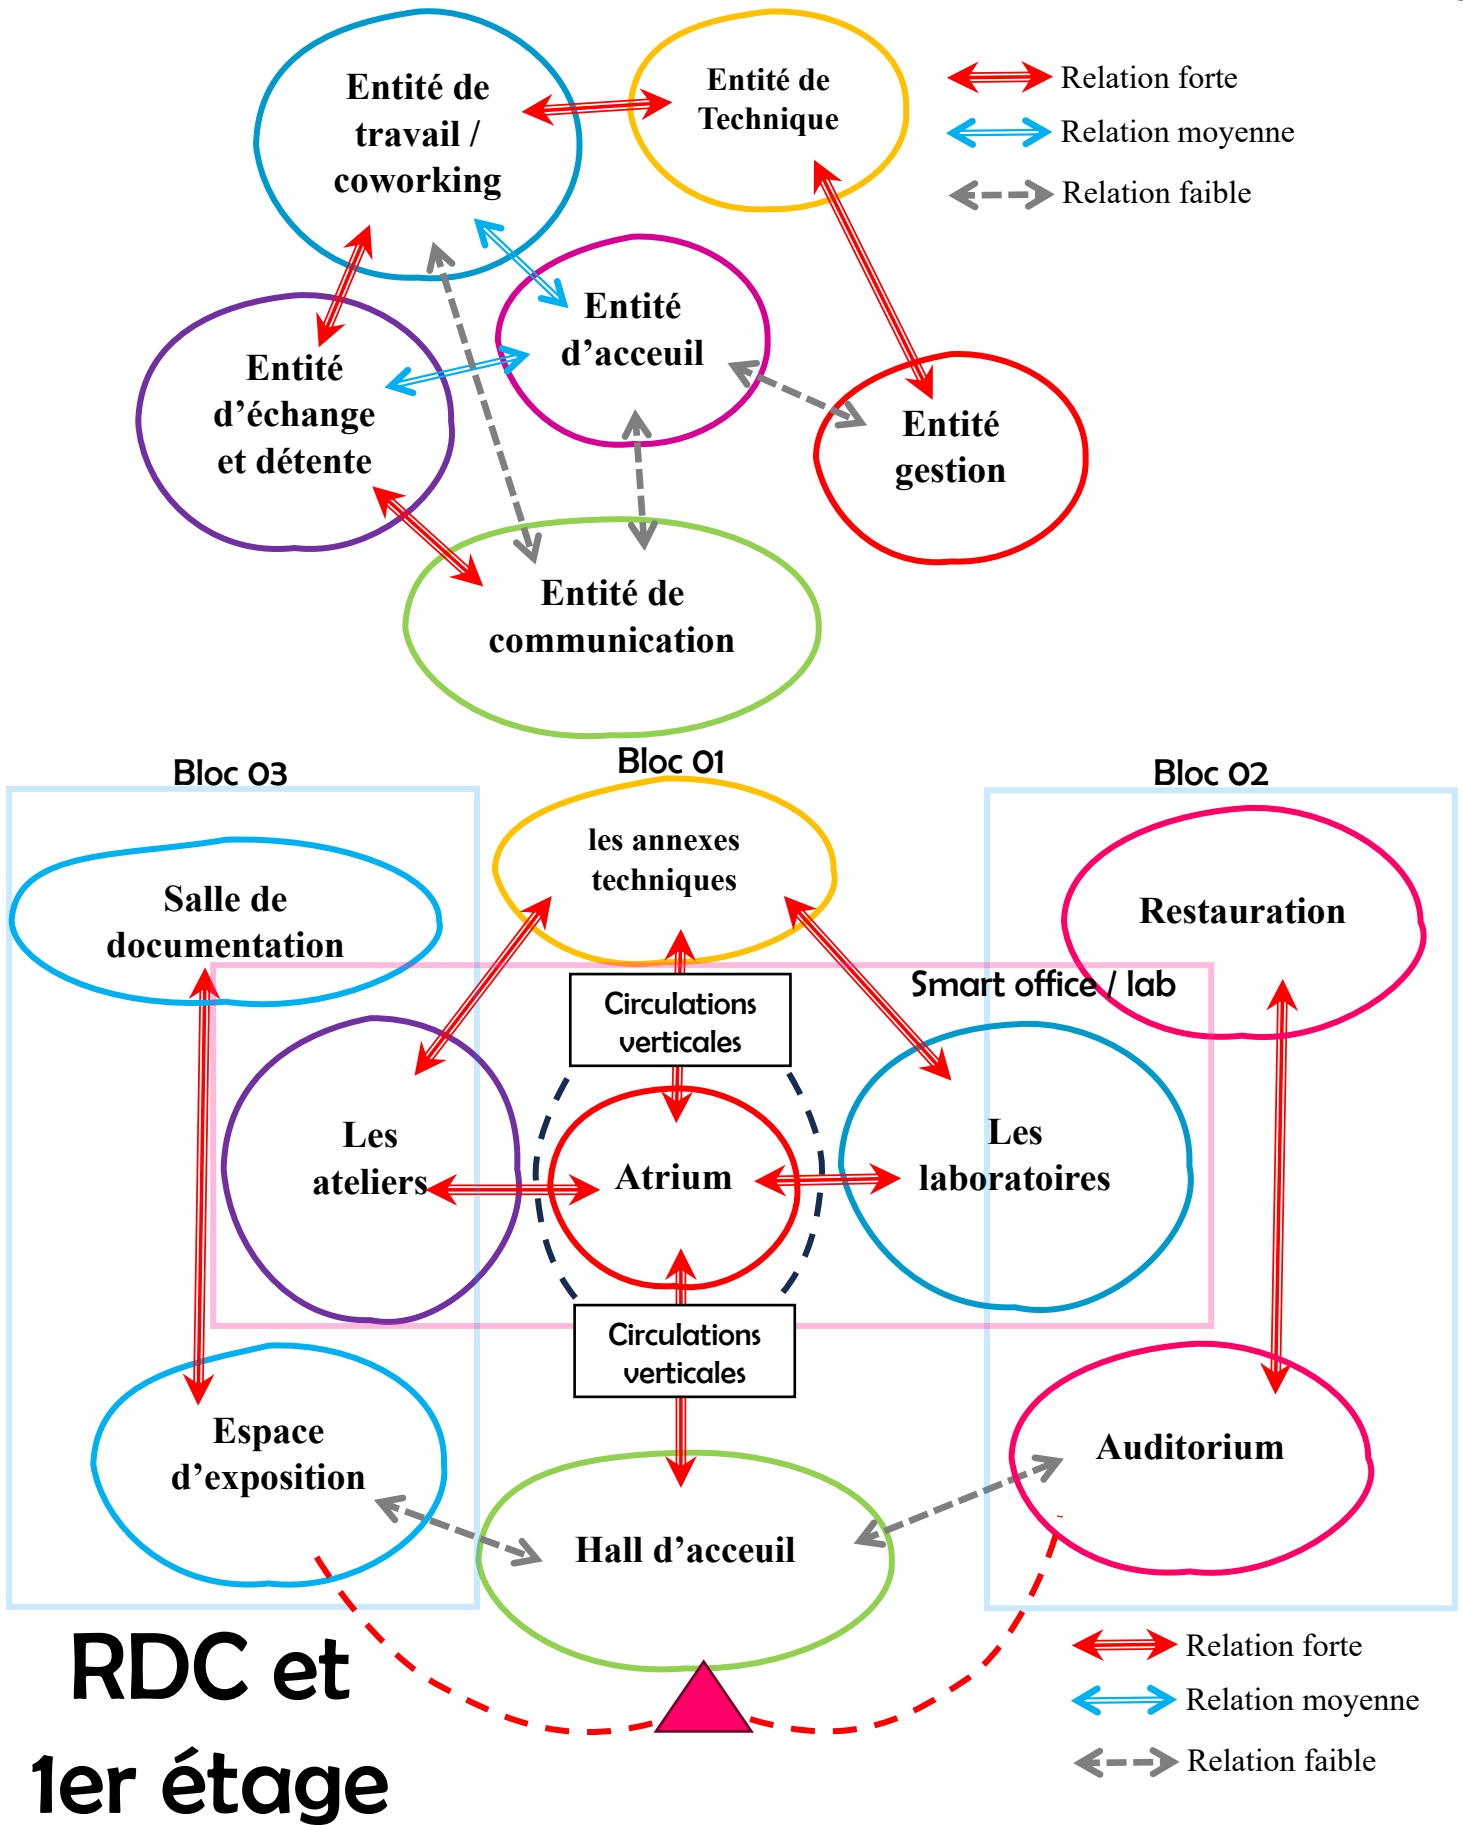 Entité de
travail /
coworking
Entité de
Technique
Relation forte
Relation moyenne
Relation faible
Entité
d’acceuil
Entité
d’échange
et détente
Entité
gestion
Entité de
communication
Bloc 03
Bloc 01
Bloc 02
les annexes
techniques
Salle de
documentation
Restauration
Smart office / lab
Circulations
verticales
Les
ateliers
Atrium
Les
laboratoires
Circulations
verticales
Espace
d’exposition
Auditorium
Hall d’acceuil
RDC et
1er étage
Relation forte
Relation moyenne
Relation faible